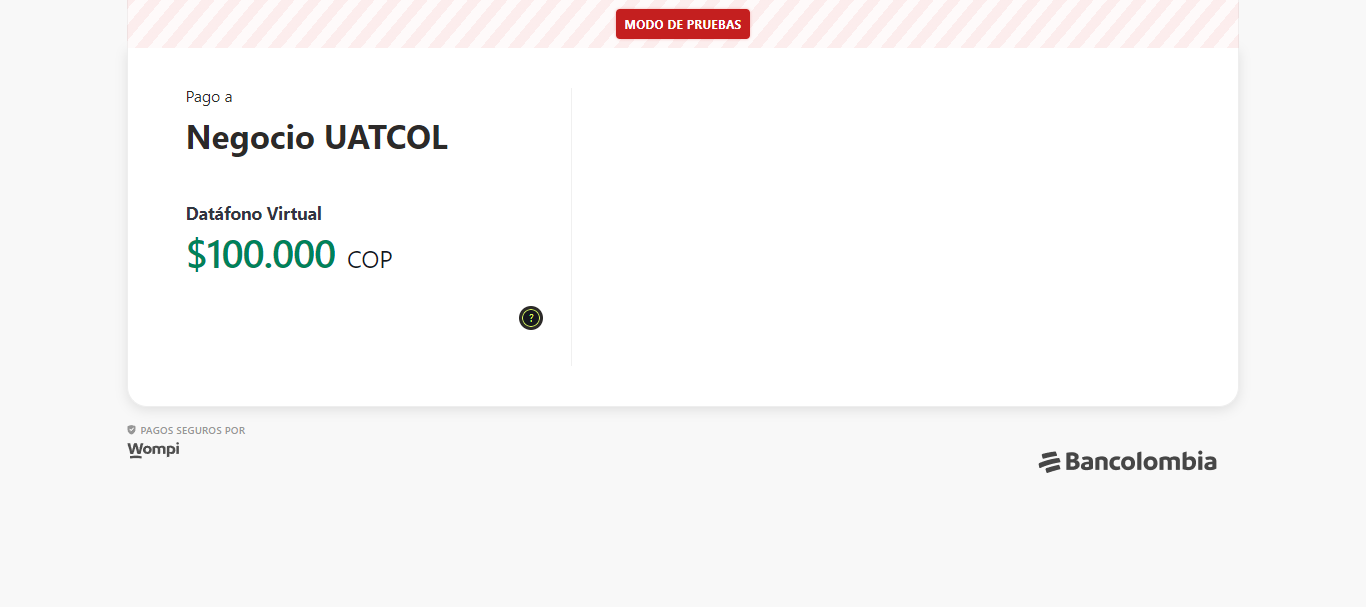 MODO DE PRUEBAS
Pago a
Negocio UATCOL
Datáfono Virtual
$100.000 COP
?
PAGOS SEGUROS POR
Wompi
Bancolombia